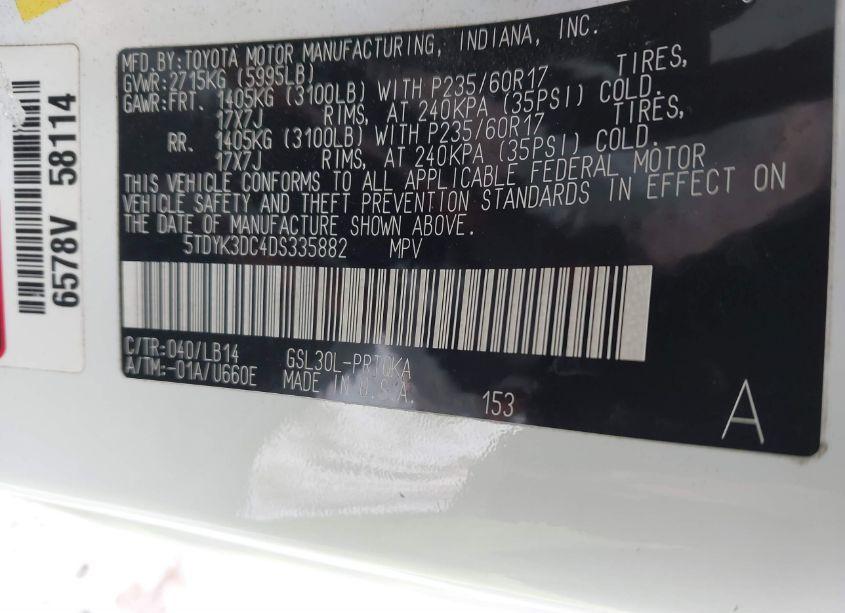 MFD. BY: TOYOTA MOTOR MANUFACTURING, INDIANA, INC.
GVWR: 2715KG (5995LB)
GAWR: FRT. 1405KG (3100LB) WITH P235/60R17 TIRES,
17X7J RIMS, AT 240KPA (35PSI) COLD.
RR. 1405KG (3100LB) WITH P235/60R17 TIRES,
17X7J RIMS, AT 240KPA (35PSI) COLD.
THIS VEHICLE CONFORMS TO ALL APPLICABLE FEDERAL MOTOR
VEHICLE SAFETY AND THEFT PREVENTION STANDARDS IN EFFECT ON
THE DATE OF MANUFACTURE SHOWN ABOVE.
5TDYK3DC4DS335882 MPV
C/TR: 040/LB14 GSL30L-PRTQKA
A/TM: -01A/U660E MADE IN U.S.A. 153
A
6578V 58114